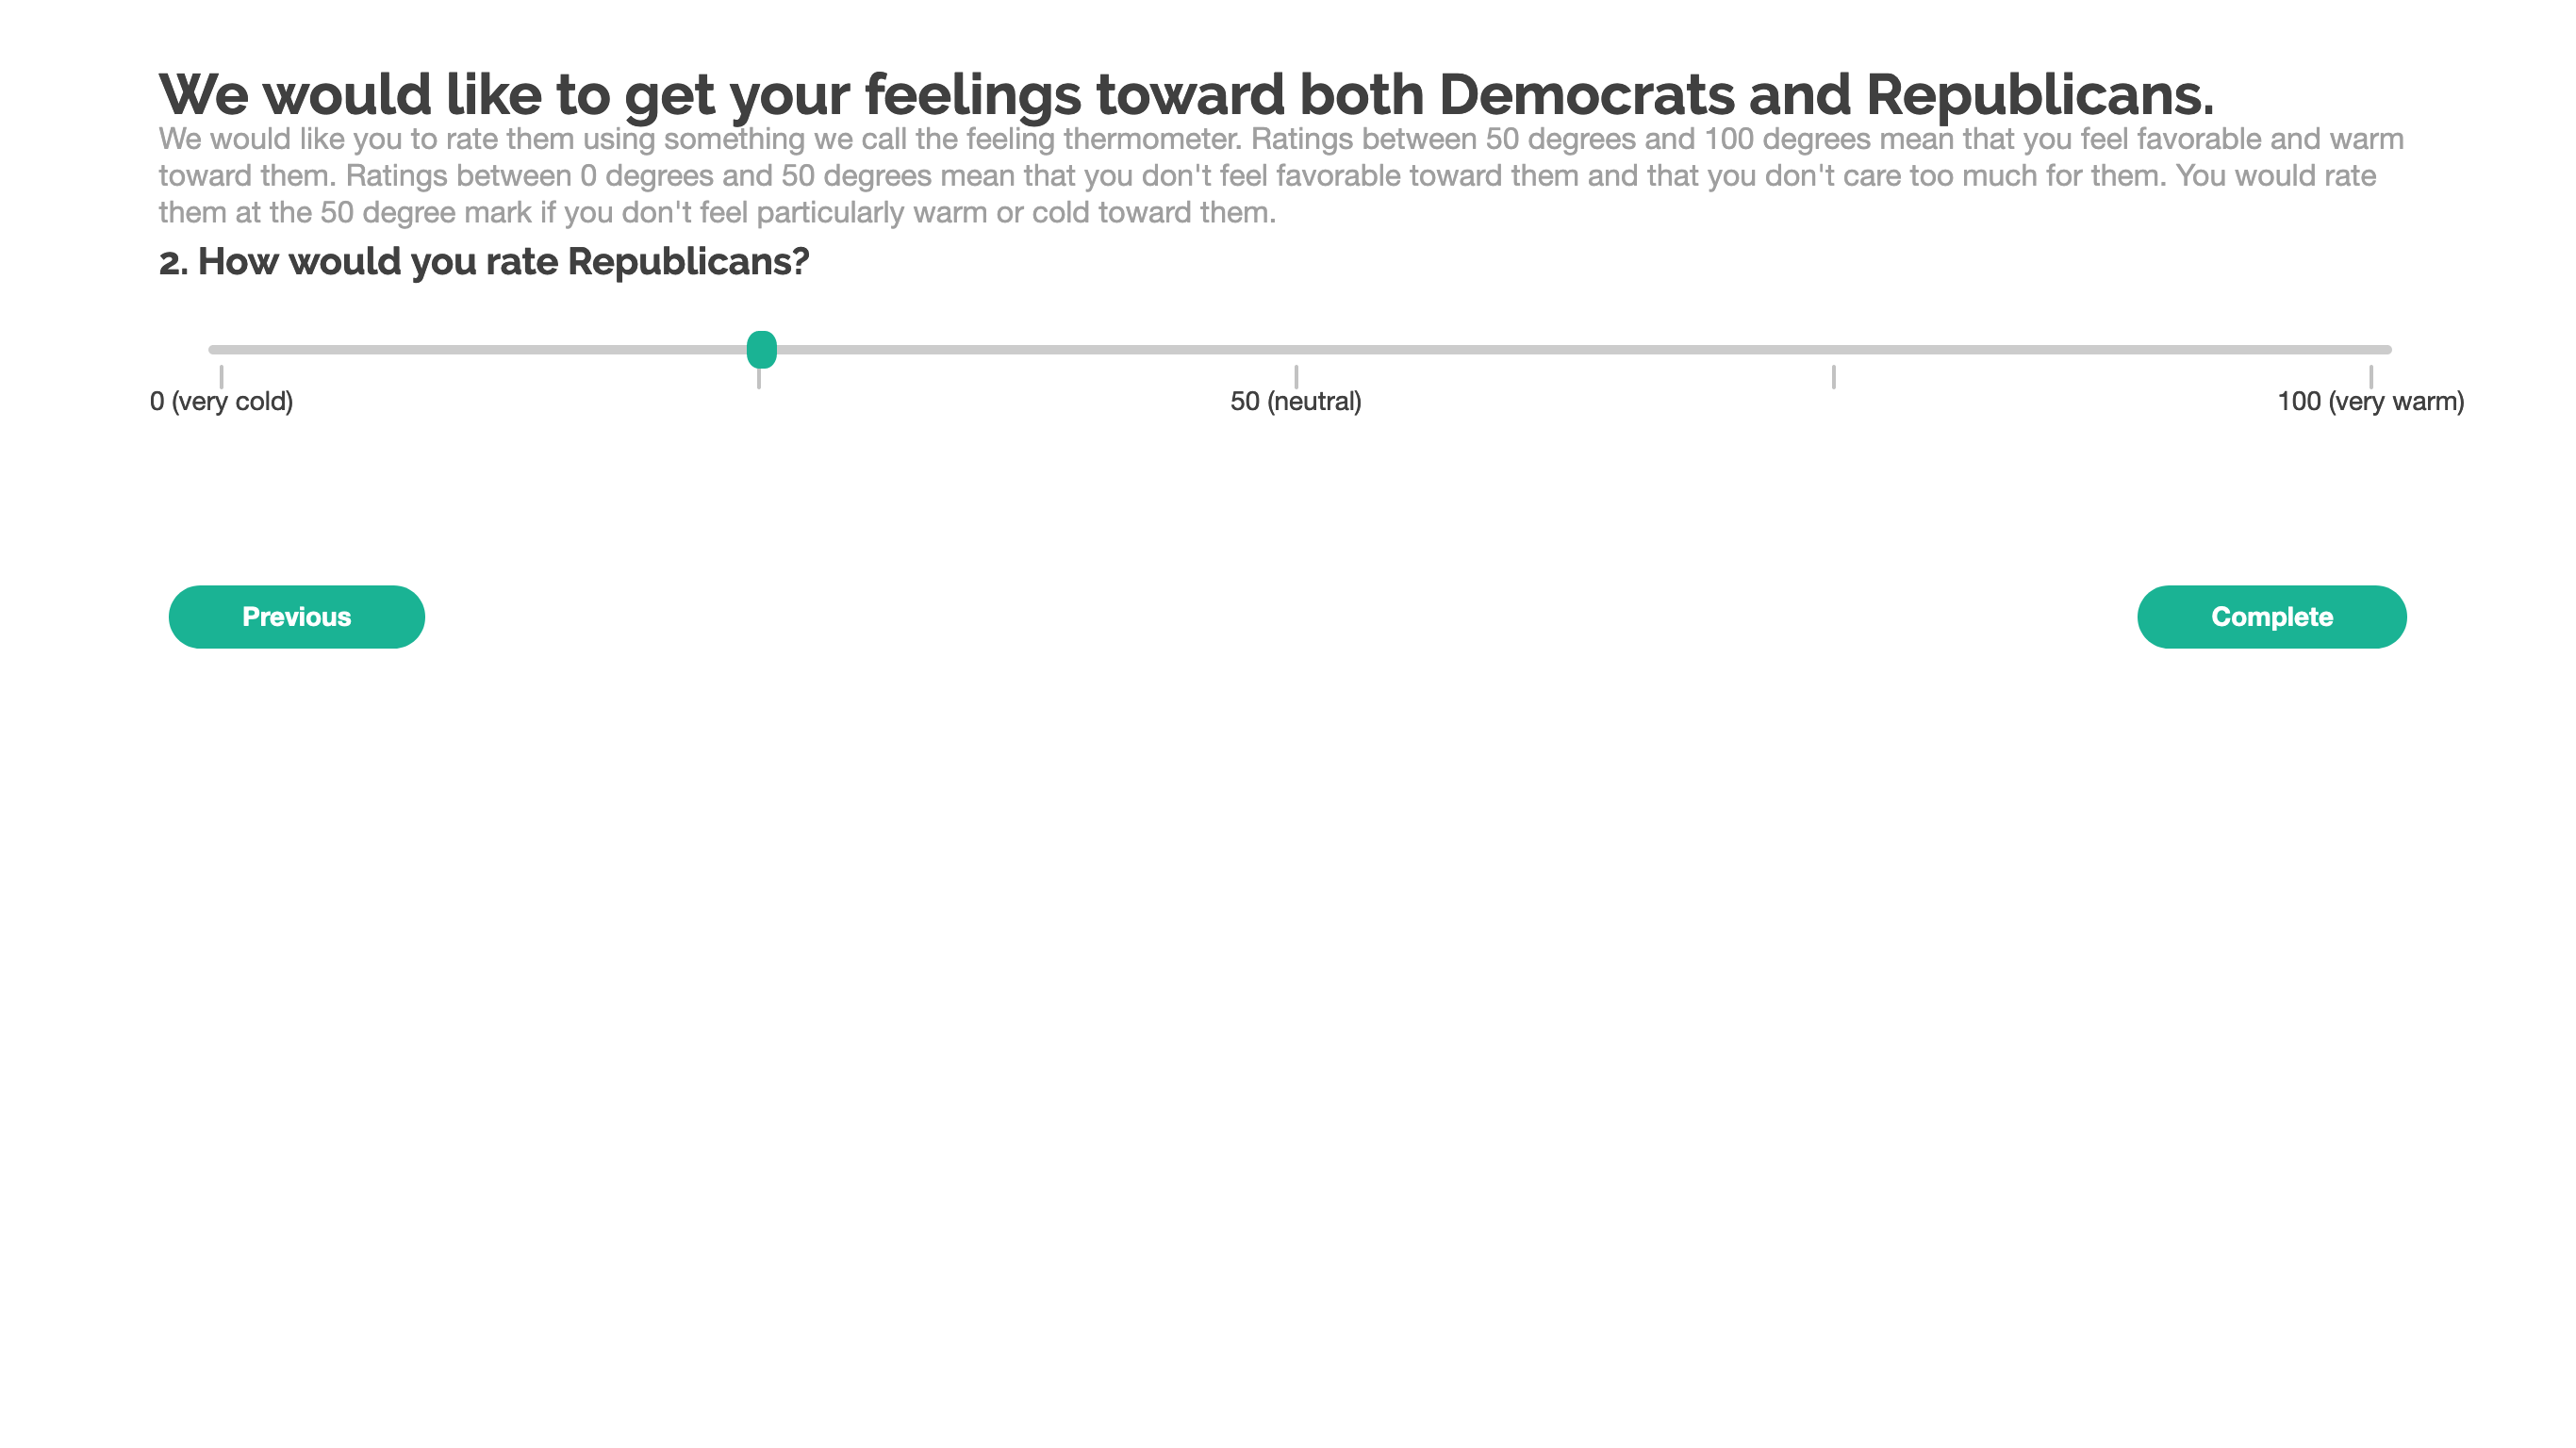 We would like to get your feelings toward both Democrats and Republicans.
We would like you to rate them using something we call the feeling thermometer. Ratings between 50 degrees and 100 degrees mean that you feel favorable and warm
toward them. Ratings between 0 degrees and 50 degrees mean that you don't feel favorable toward them and that you don't care too much for them. You would rate
them at the 50 degree mark if you don't feel particularly warm or cold toward them.
2. How would you rate Republicans?
0 (very cold) 50 (neutral) 100 (very warm)
Previous Complete